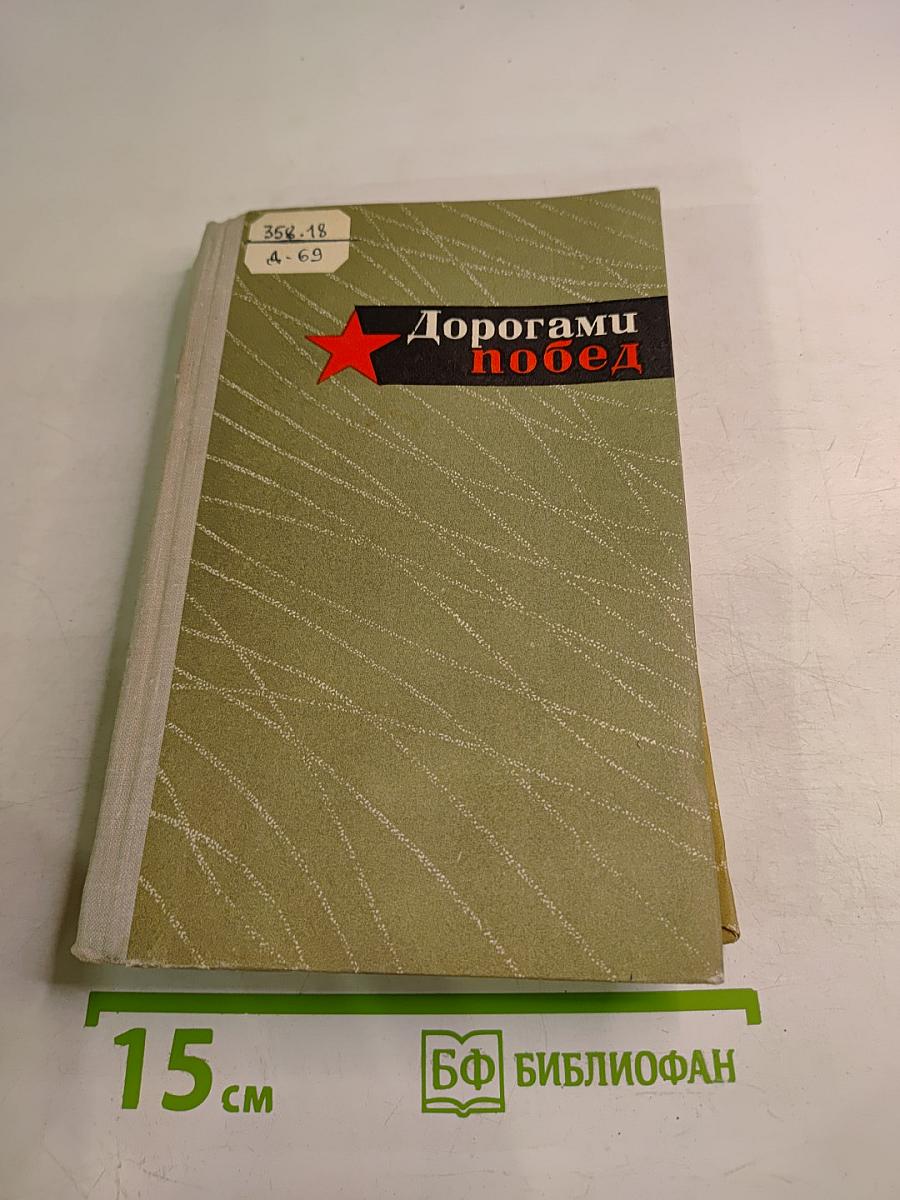 358.18
Д-69
Дорогами
побед
15 см
БФ БИБЛИОФАН